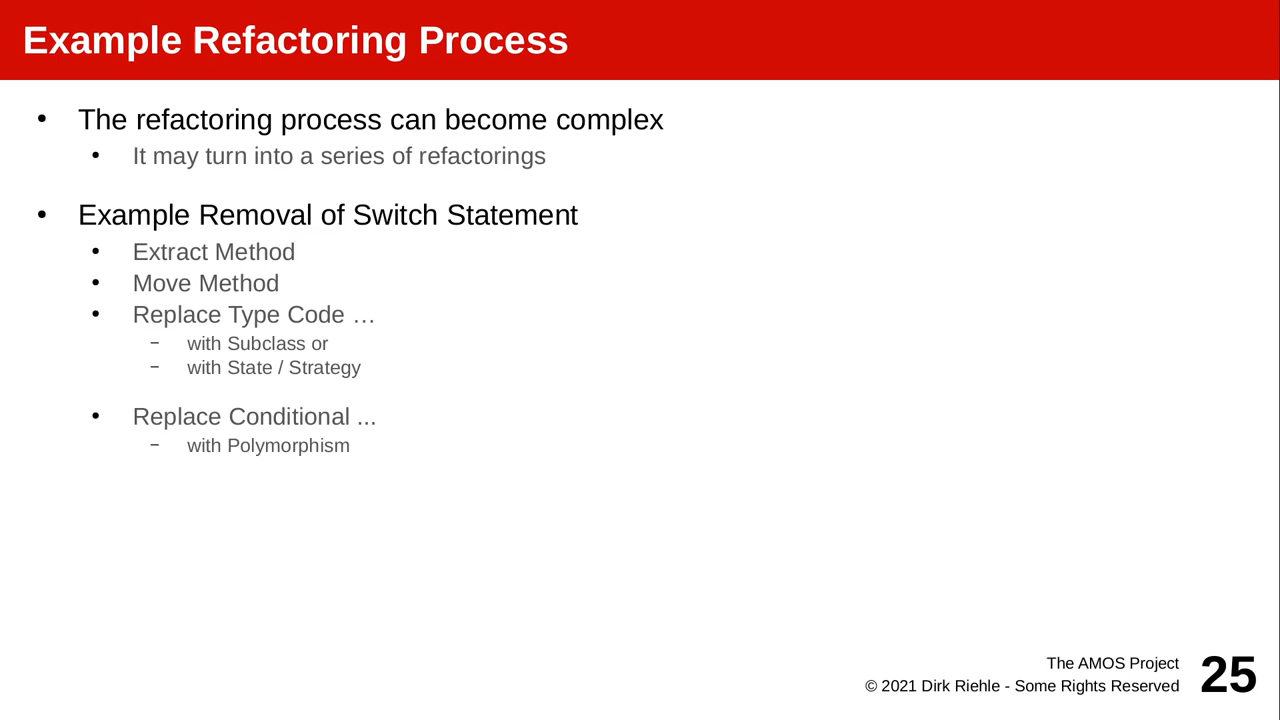 Example Refactoring Process
• The refactoring process can become complex
• It may turn into a series of refactorings
• Example Removal of Switch Statement
• Extract Method
• Move Method
• Replace Type Code …
– with Subclass or
– with State / Strategy
• Replace Conditional ...
– with Polymorphism
The AMOS Project
© 2021 Dirk Riehle - Some Rights Reserved
25